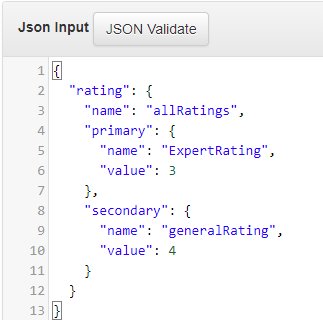 Json Input JSON Validate
1 {
2   "rating": {
3     "name": "allRatings",
4     "primary": {
5       "name": "ExpertRating",
6       "value": 3
7     },
8     "secondary": {
9       "name": "generalRating",
10       "value": 4
11     }
12   }
13 }